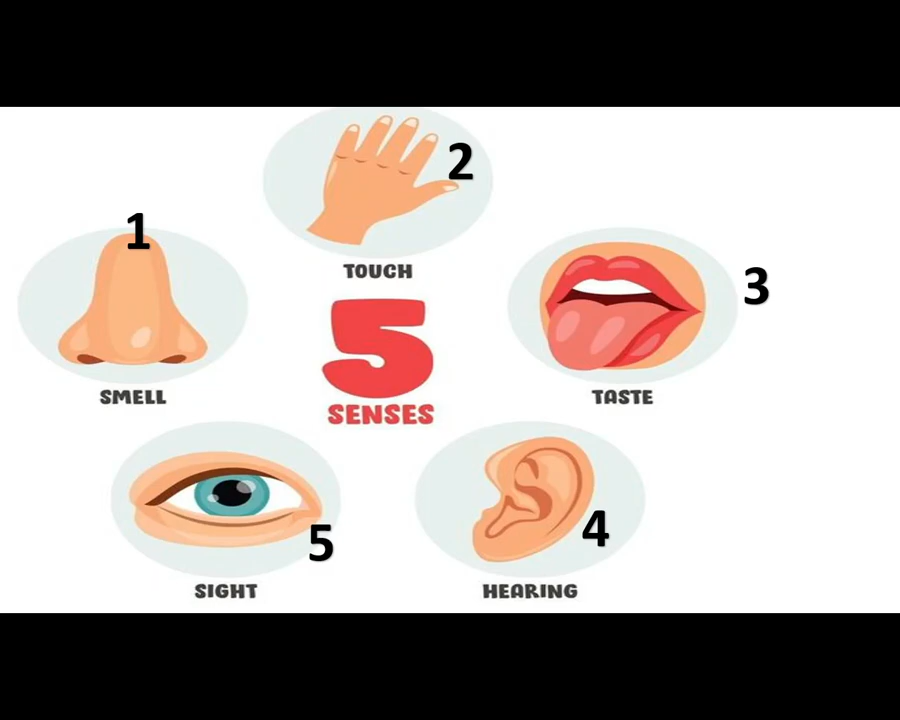 2
TOUCH
1
SMELL
5
SENSES
3
TASTE
5
SIGHT
4
HEARING